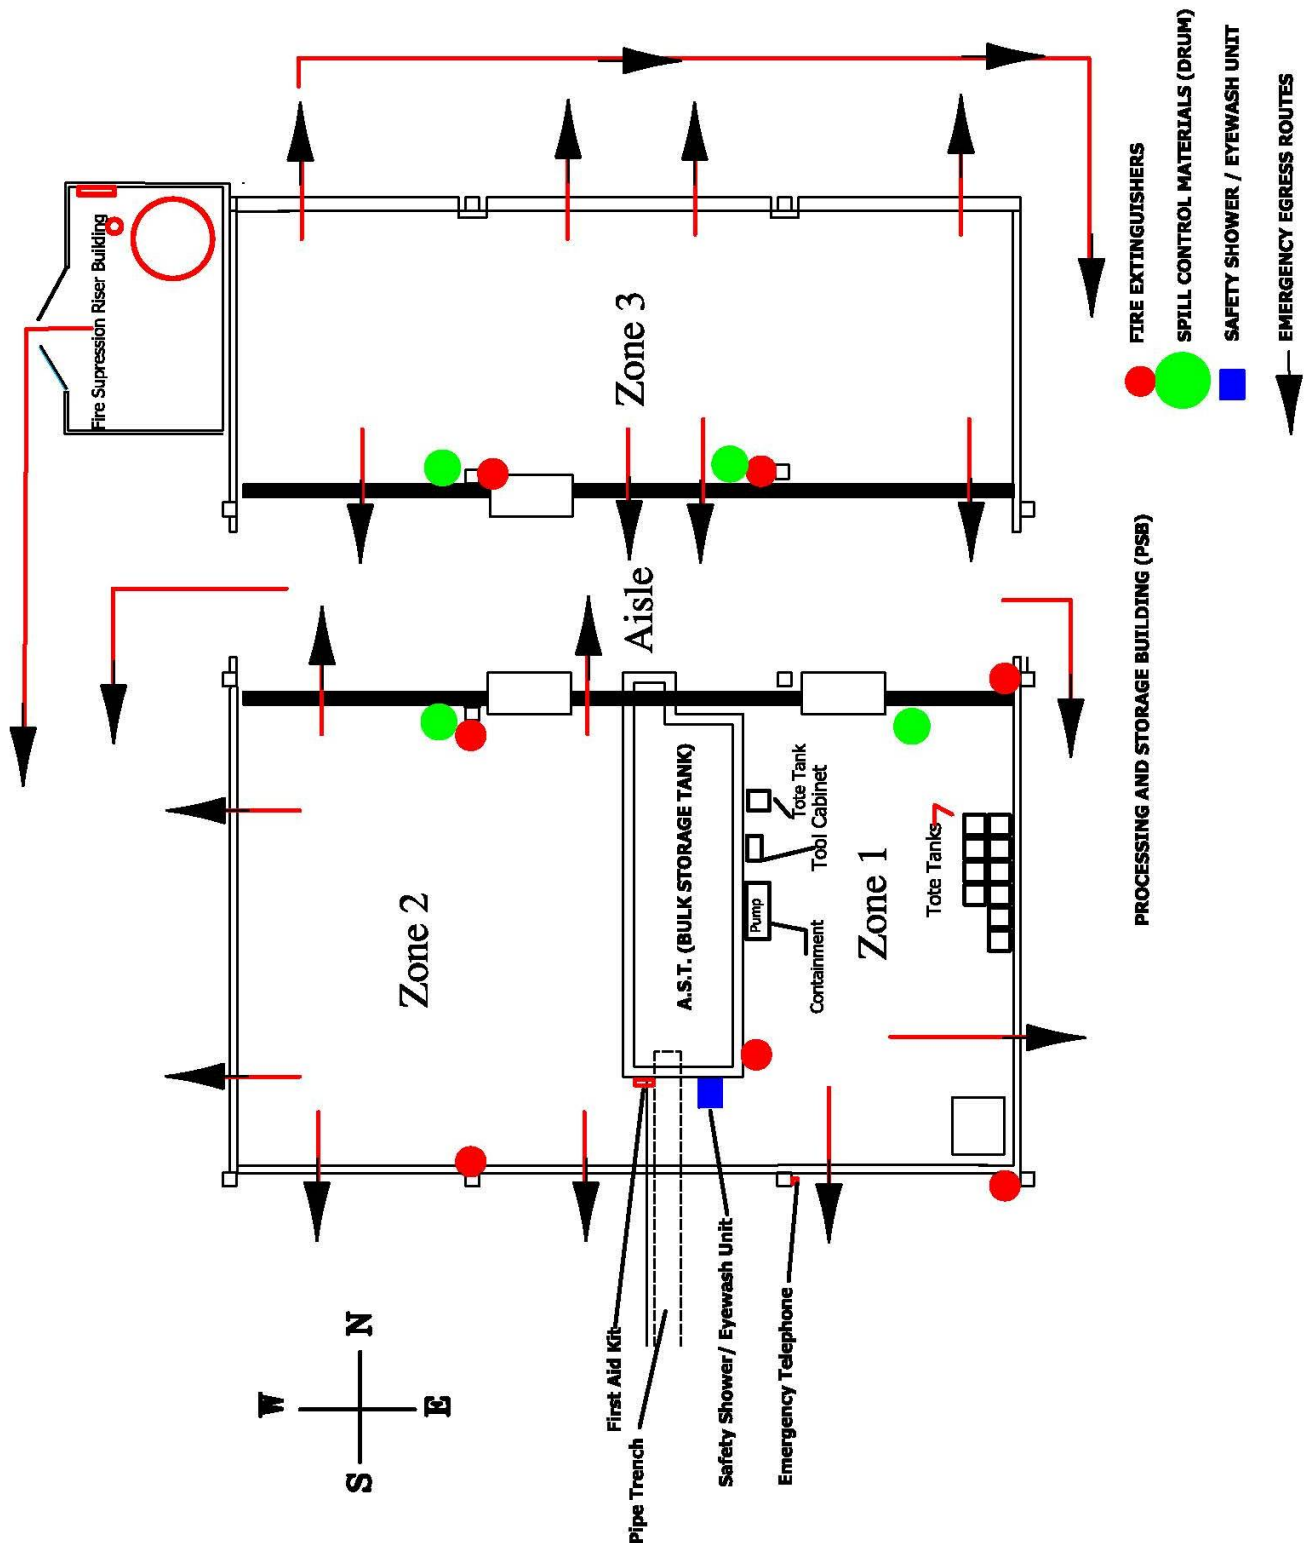 Fire Supression Riser Building
Zone 3
Aisle
Zone 2
A.S.T. (BULK STORAGE TANK)
Tote Tank
Tool Cabinet
Pump
Containment
Zone 1
Tote Tanks
First Aid Kit
Pipe Trench
Safety Shower/ Eyewash Unit
Emergency Telephone
N
W
E
S
PROCESSING AND STORAGE BUILDING (PSB)
FIRE EXTINGUISHERS
SPILL CONTROL MATERIALS (DRUM)
SAFETY SHOWER / EYEWASH UNIT
EMERGENCY EGRESS ROUTES